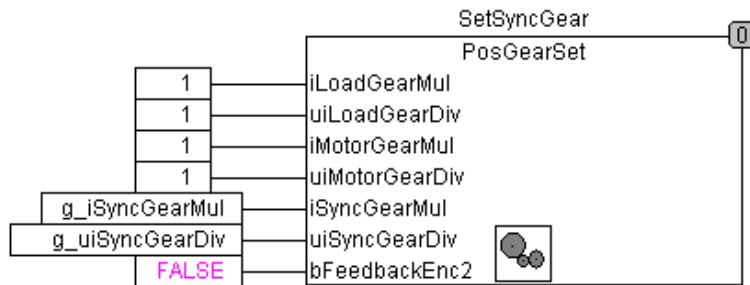 SetSyncGear
0
PosGearSet
1 iLoadGearMul
1 uiLoadGearDiv
1 iMotorGearMul
1 uiMotorGearDiv
g_iSyncGearMul iSyncGearMul
g_uiSyncGearDiv uiSyncGearDiv
FALSE bFeedbackEnc2